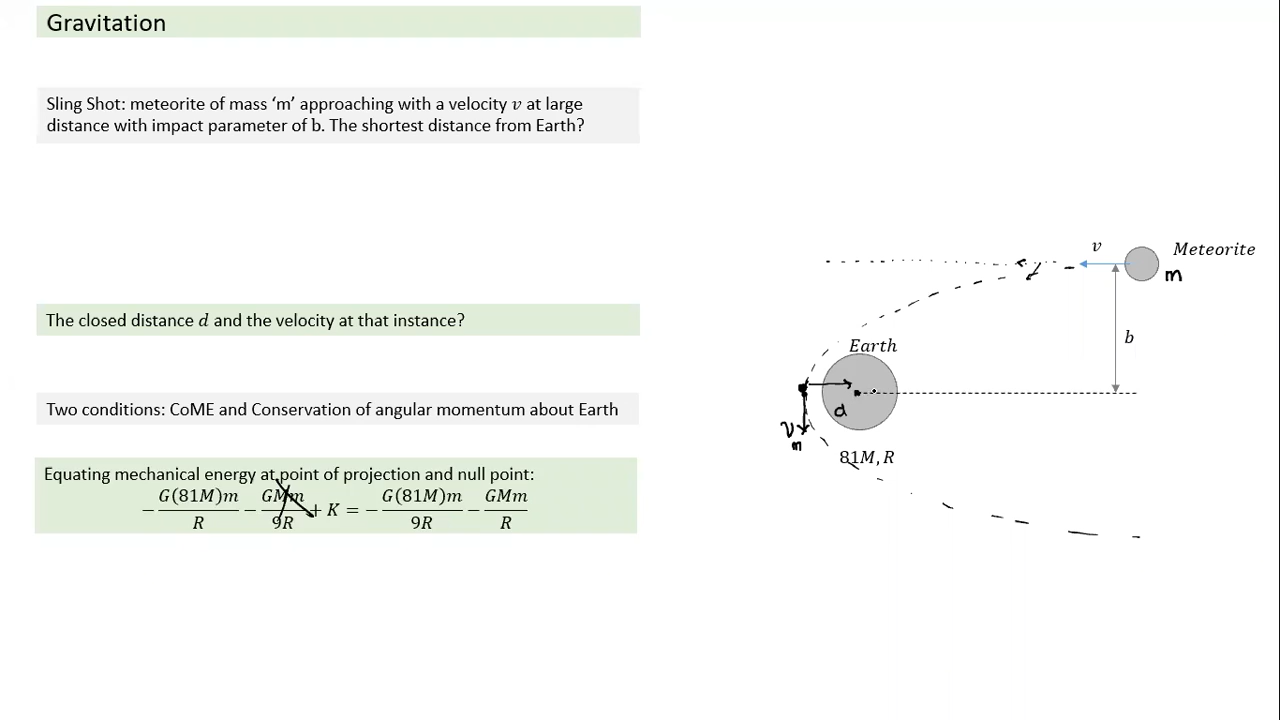 Gravitation
Sling Shot: meteorite of mass ‘m’ approaching with a velocity 𝑣 at large
distance with impact parameter of b. The shortest distance from Earth?
The closed distance 𝑑 and the velocity at that instance?
Two conditions: CoME and Conservation of angular momentum about Earth
Equating mechanical energy at point of projection and null point:
− G(81M)m/R − GMm/9R + K = − G(81M)m/9R − GMm/R
v
Meteorite
m
b
Earth
d
v_m
81M, R